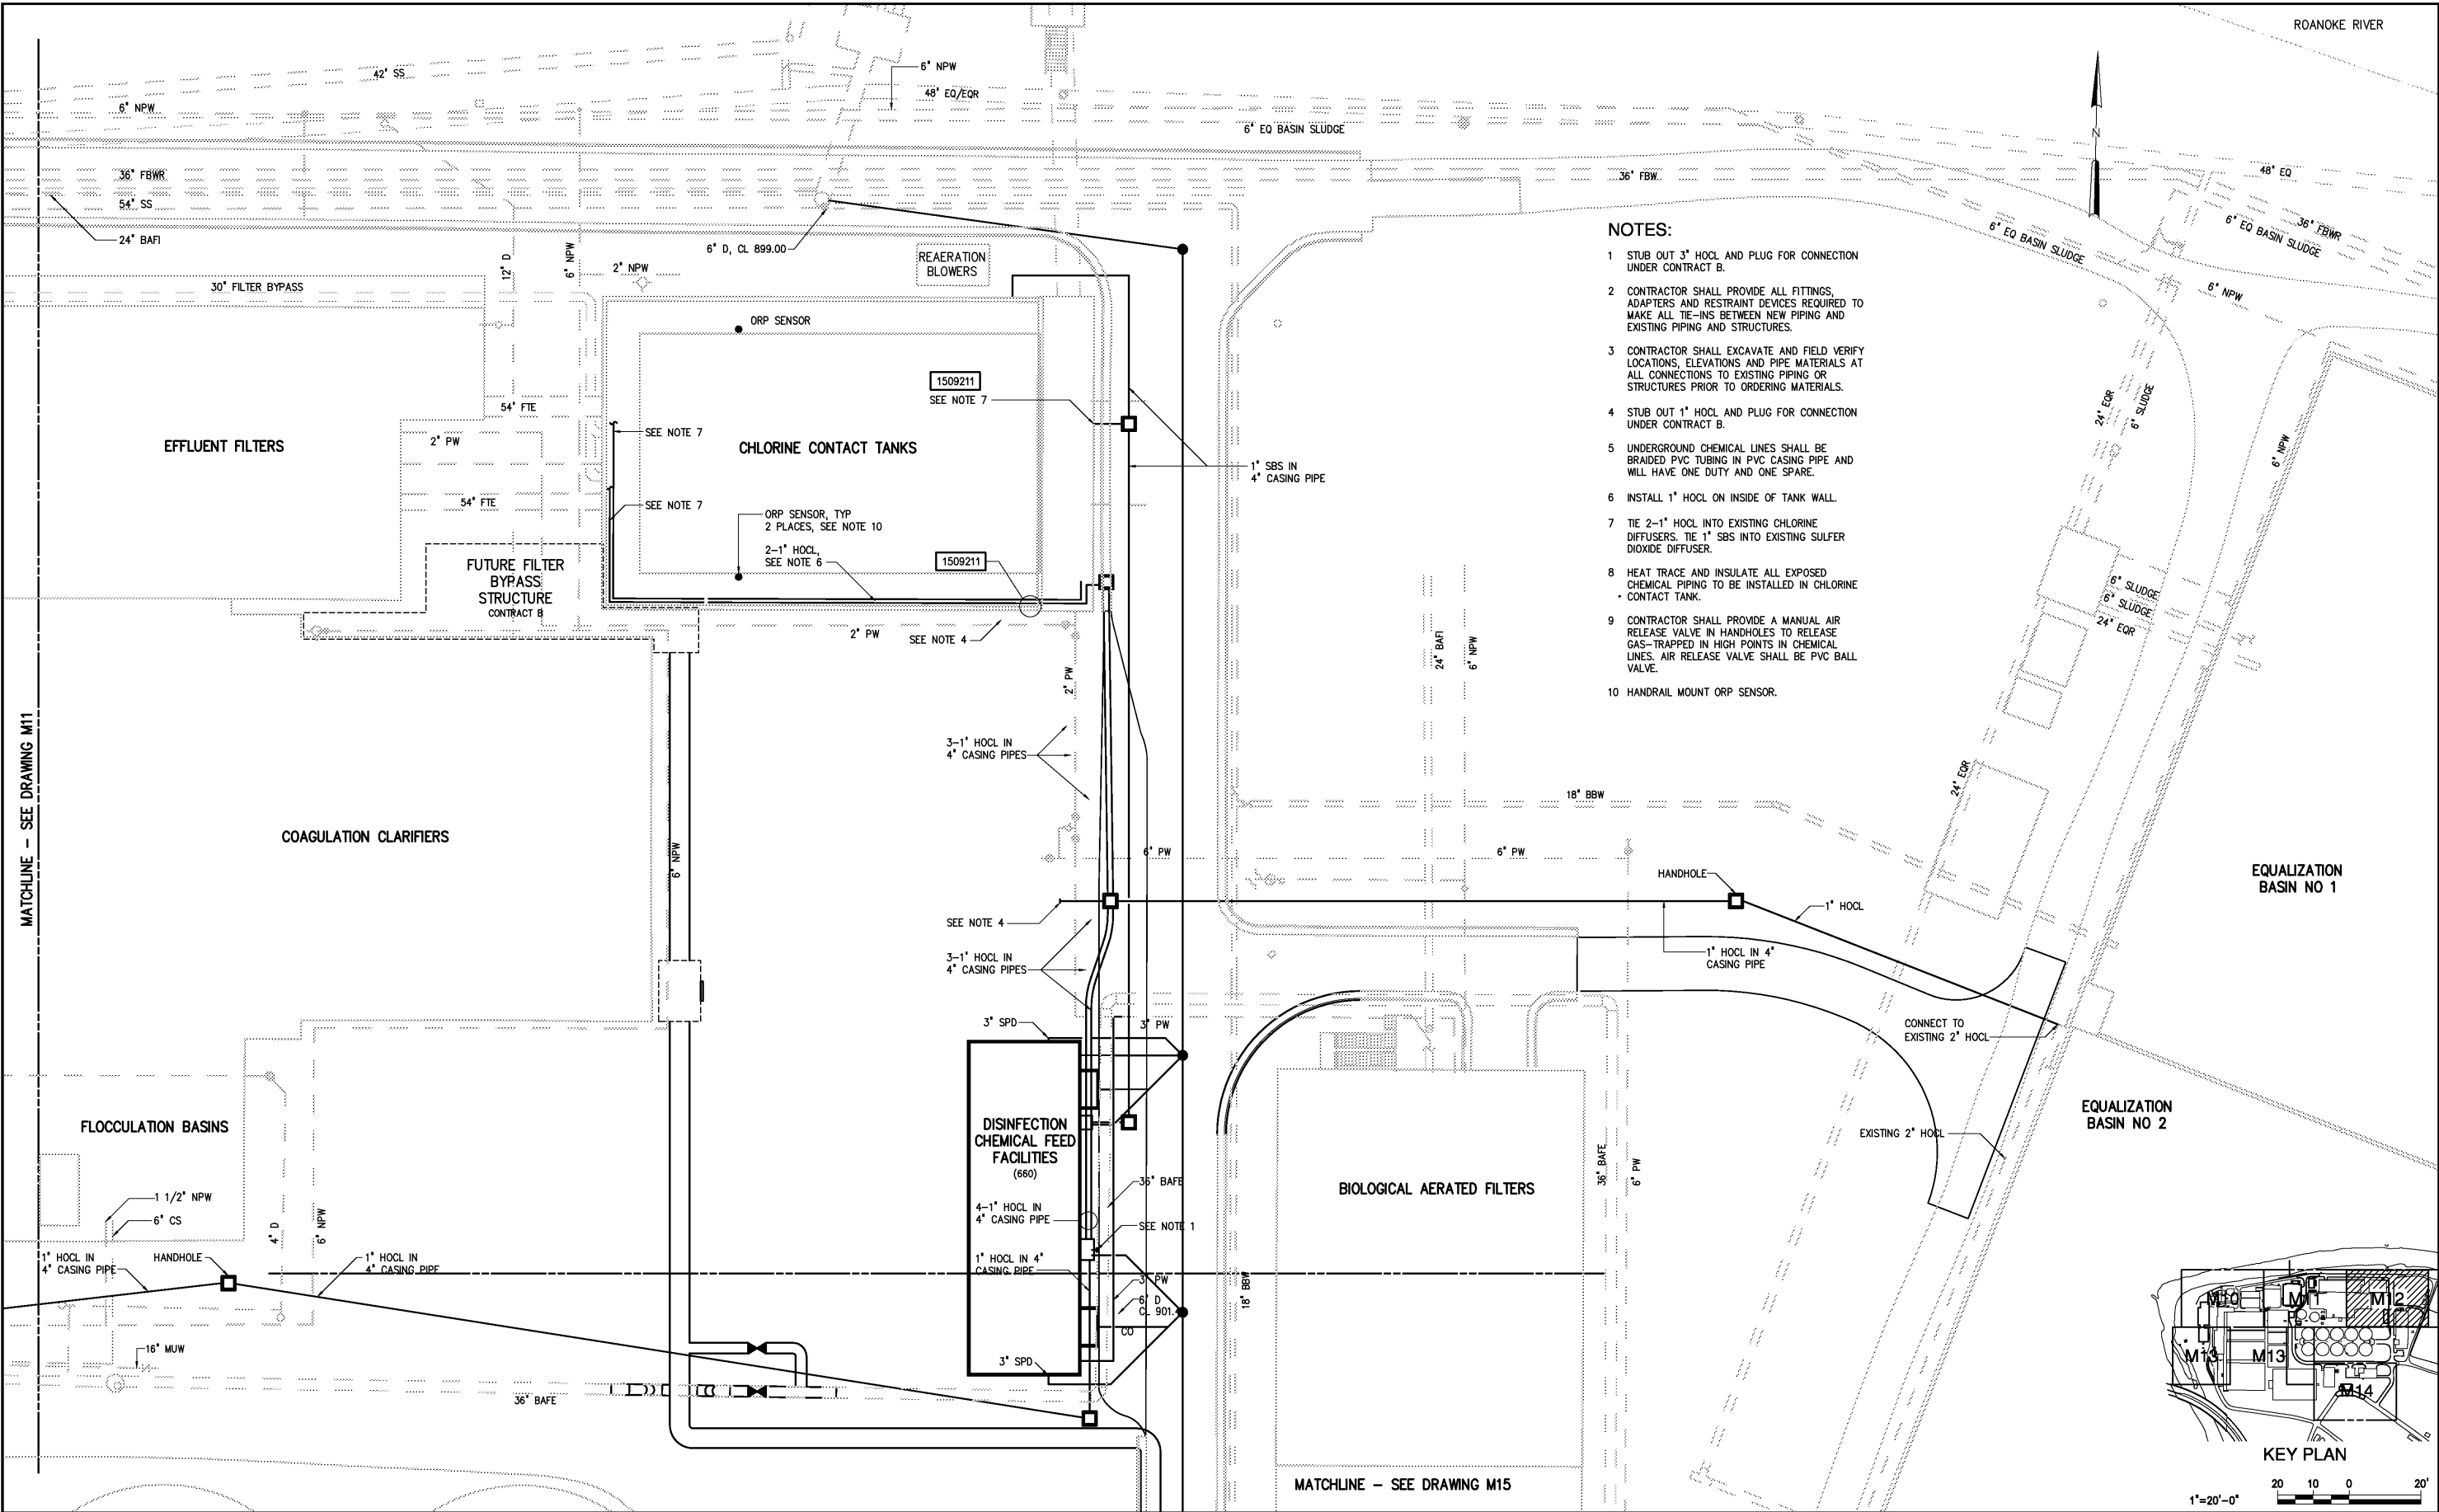 ROANOKE RIVER
42" SS
6" NPW
6" NPW
48" EQ/EQR
6" EQ BASIN SLUDGE
N
36" FBWR
54" SS
24" BAFI
36" FBW
48" EQ
36" FBWR
6" EQ BASIN SLUDGE
6" EQ BASIN SLUDGE
6" NPW
12" D
6" NPW
2" NPW
6" D, CL 899.00
REAERATION
BLOWERS
30" FILTER BYPASS
ORP SENSOR
1509211
SEE NOTE 7
54" FTE
2" PW
EFFLUENT FILTERS
SEE NOTE 7
CHLORINE CONTACT TANKS
1" SBS IN
4" CASING PIPE
54" FTE
SEE NOTE 7
ORP SENSOR, TYP
2 PLACES, SEE NOTE 10
2-1" HOCL,
SEE NOTE 6
1509211
FUTURE FILTER
BYPASS
STRUCTURE
CONTRACT B
2" PW
SEE NOTE 4
2" PW
NOTES:
1 STUB OUT 3" HOCL AND PLUG FOR CONNECTION
UNDER CONTRACT B.
2 CONTRACTOR SHALL PROVIDE ALL FITTINGS,
ADAPTERS AND RESTRAINT DEVICES REQUIRED TO
MAKE ALL TIE-INS BETWEEN NEW PIPING AND
EXISTING PIPING AND STRUCTURES.
3 CONTRACTOR SHALL EXCAVATE AND FIELD VERIFY
LOCATIONS, ELEVATIONS AND PIPE MATERIALS AT
ALL CONNECTIONS TO EXISTING PIPING OR
STRUCTURES PRIOR TO ORDERING MATERIALS.
4 STUB OUT 1" HOCL AND PLUG FOR CONNECTION
UNDER CONTRACT B.
5 UNDERGROUND CHEMICAL LINES SHALL BE
BRAIDED PVC TUBING IN PVC CASING PIPE AND
WILL HAVE ONE DUTY AND ONE SPARE.
6 INSTALL 1" HOCL ON INSIDE OF TANK WALL.
7 TIE 2-1" HOCL INTO EXISTING CHLORINE
DIFFUSERS. TIE 1" SBS INTO EXISTING SULFER
DIOXIDE DIFFUSER.
8 HEAT TRACE AND INSULATE ALL EXPOSED
CHEMICAL PIPING TO BE INSTALLED IN CHLORINE
CONTACT TANK.
9 CONTRACTOR SHALL PROVIDE A MANUAL AIR
RELEASE VALVE IN HANDHOLES TO RELEASE
GAS-TRAPPED IN HIGH POINTS IN CHEMICAL
LINES. AIR RELEASE VALVE SHALL BE PVC BALL
VALVE.
10 HANDRAIL MOUNT ORP SENSOR.
24" EQR
6" SLUDGE
6" NPW
6" SLUDGE
6" SLUDGE
24" EQR
24" BAFI
6" NPW
MATCHLINE - SEE DRAWING M11
3-1" HOCL IN
4" CASING PIPES
COAGULATION CLARIFIERS
6" NPW
24" EQR
18" BBW
6" PW
6" PW
HANDHOLE
1" HOCL
EQUALIZATION
BASIN NO 1
SEE NOTE 4
3-1" HOCL IN
4" CASING PIPES
1" HOCL IN 4"
CASING PIPE
3" SPD
3" PW
CONNECT TO
EXISTING 2" HOCL
FLOCCULATION BASINS
DISINFECTION
CHEMICAL FEED
FACILITIES
(660)
EQUALIZATION
BASIN NO 2
EXISTING 2" HOCL
BIOLOGICAL AERATED FILTERS
36" BAFE
6" PW
36" BAFE
1 1/2" NPW
6" CS
4" D
6" NPW
4-1" HOCL IN
4" CASING PIPE
SEE NOTE 1
1" HOCL IN
4" CASING PIPE
HANDHOLE
1" HOCL IN
4" CASING PIPE
1" HOCL IN 4"
CASING PIPE
3" PW
6" D
CL 901.
CO
18" BBW
16" MUW
3" SPD
36" BAFE
M10
M11
M12
M13
M13
M14
KEY PLAN
MATCHLINE - SEE DRAWING M15
1"=20'-0"
20 10 0 20'